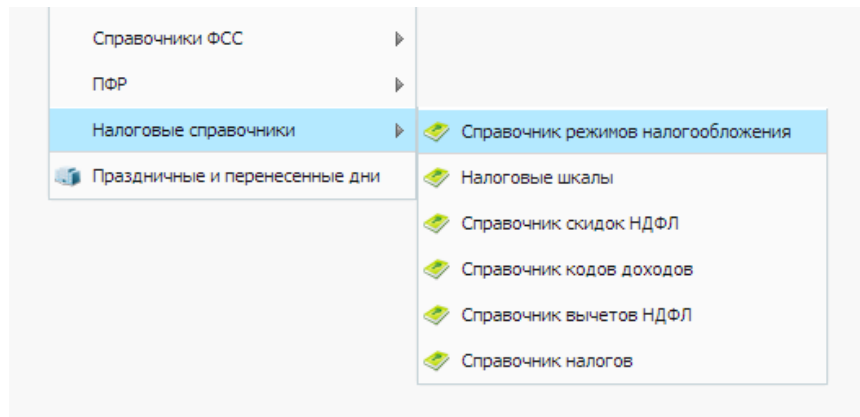 Справочники ФСС
ПФР
Налоговые справочники
Праздничные и перенесенные дни
Справочник режимов налогообложения
Налоговые шкалы
Справочник скидок НДФЛ
Справочник кодов доходов
Справочник вычетов НДФЛ
Справочник налогов